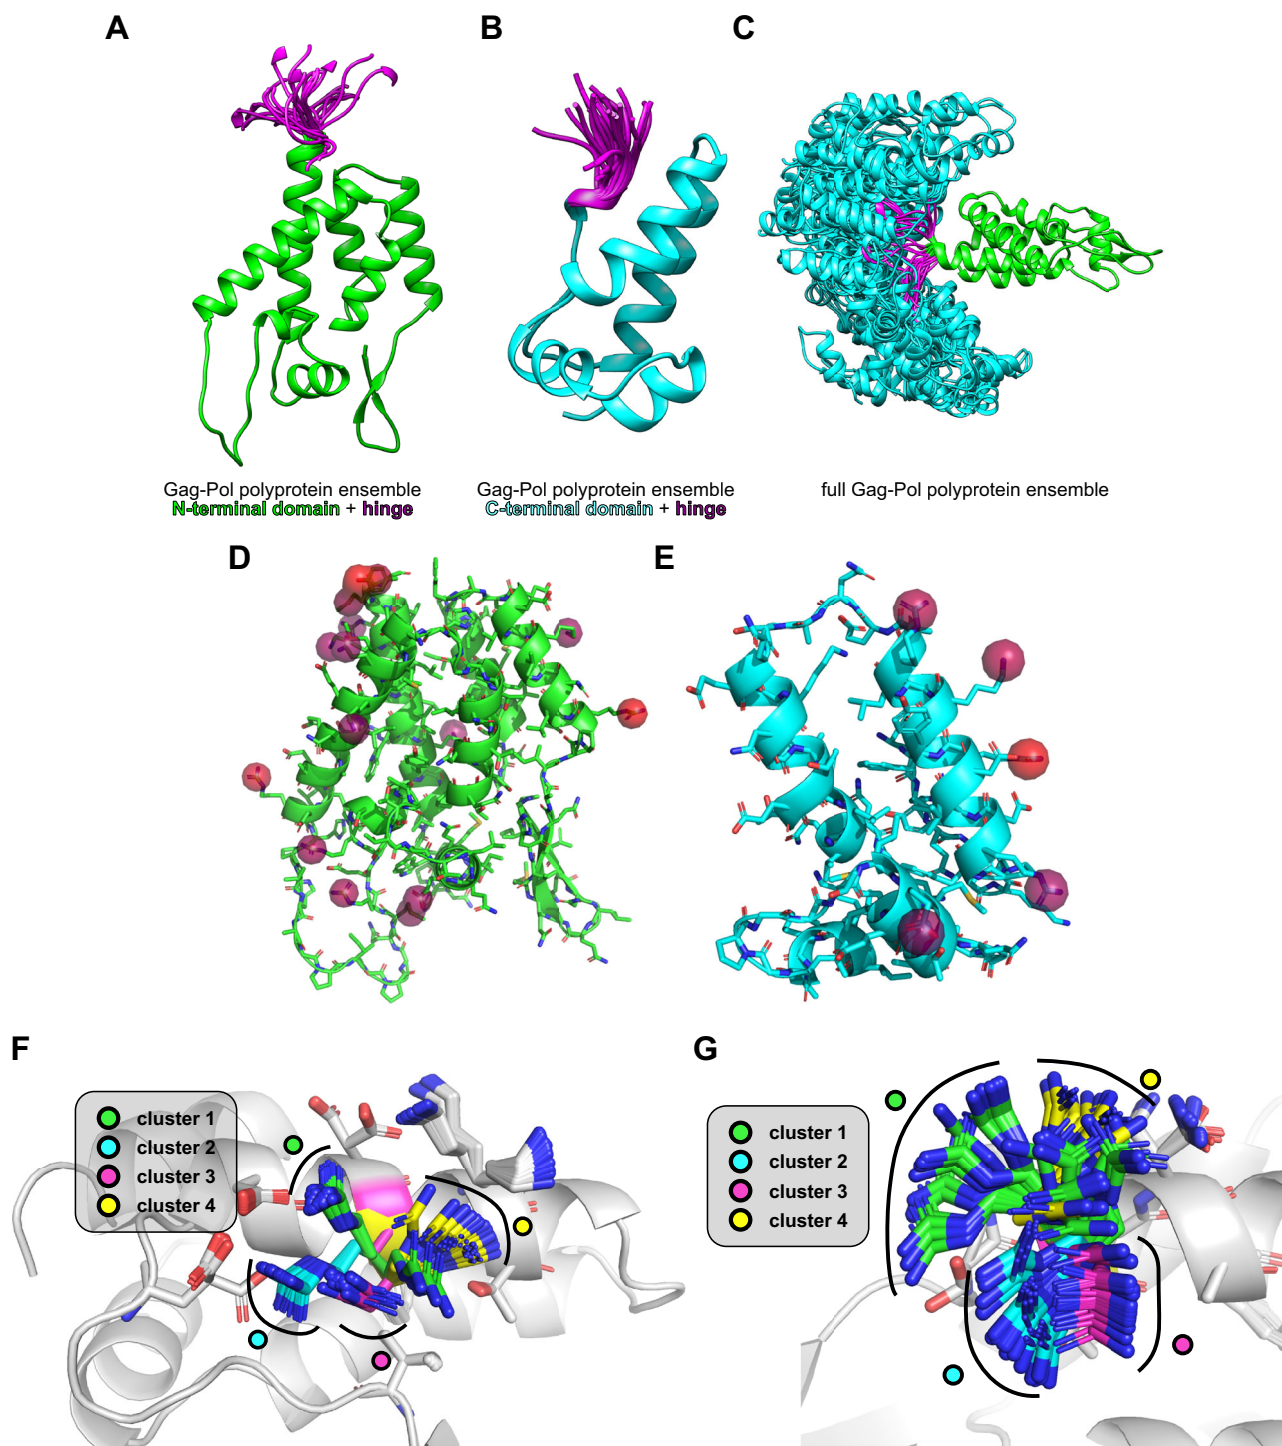 A
B
C
Gag-Pol polyprotein ensemble
N-terminal domain + hinge
Gag-Pol polyprotein ensemble
C-terminal domain + hinge
full Gag-Pol polyprotein ensemble
D
E
F
cluster 1
cluster 2
cluster 3
cluster 4
G
cluster 1
cluster 2
cluster 3
cluster 4